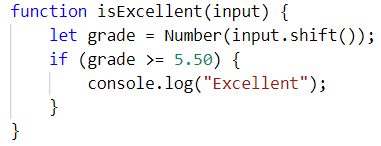 function isExcellent(input) {
    let grade = Number(input.shift());
    if (grade >= 5.50) {
        console.log("Excellent");
    }
}